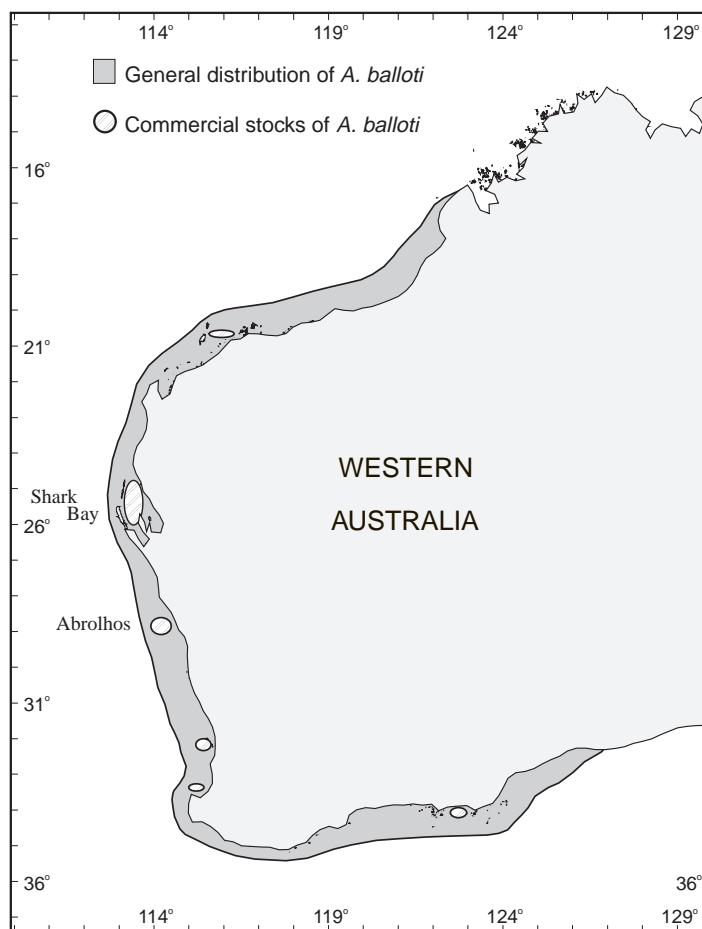 114° 119° 124° 129°
General distribution of A. balloti
Commercial stocks of A. balloti
16°
21°
WESTERN
Shark
Bay
AUSTRALIA
26°
Abrolhos
31°
36° 36°
114° 119° 124°